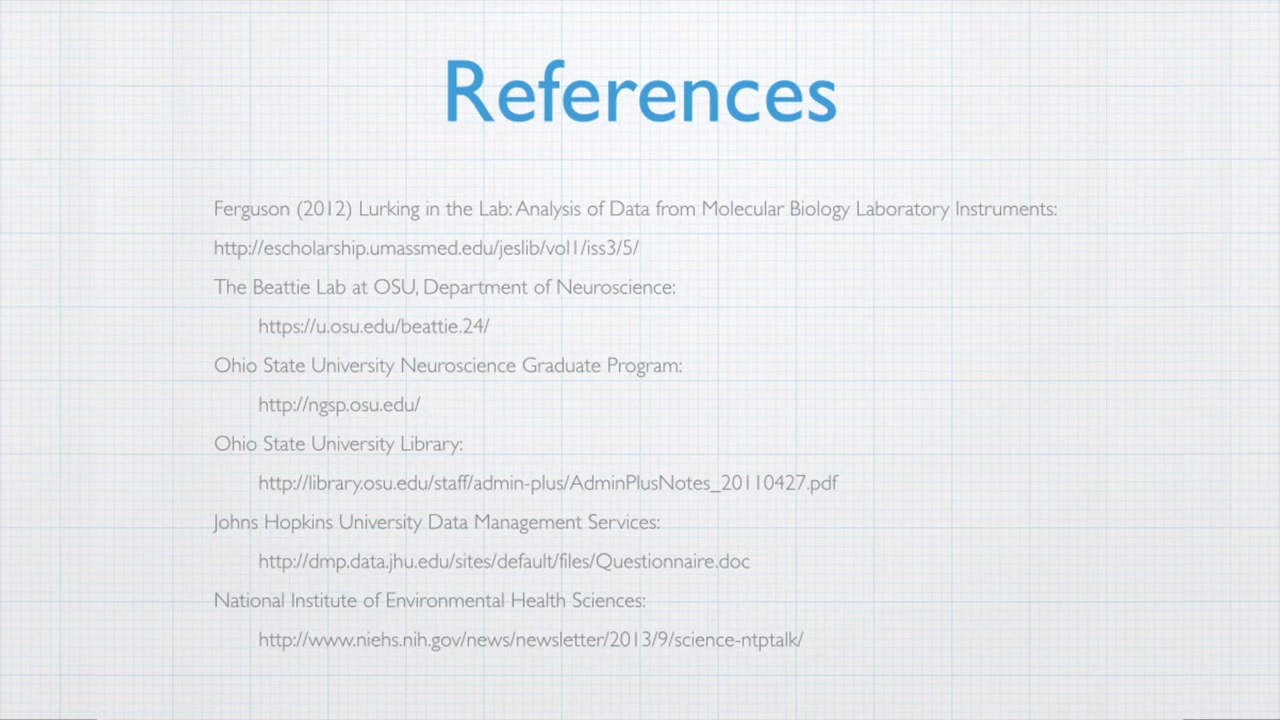 References
Ferguson (2012) Lurking in the Lab: Analysis of Data from Molecular Biology Laboratory Instruments:
http://escholarship.umassmed.edu/jeslib/vol1/iss3/5/
The Beattie Lab at OSU, Department of Neuroscience:
https://u.osu.edu/beattie.24/
Ohio State University Neuroscience Graduate Program:
http://ngsp.osu.edu/
Ohio State University Library:
http://library.osu.edu/staff/admin-plus/AdminPlusNotes_20110427.pdf
Johns Hopkins University Data Management Services:
http://dmp.data.jhu.edu/sites/default/files/Questionnaire.doc
National Institute of Environmental Health Sciences:
http://www.niehs.nih.gov/news/newsletter/2013/9/science-ntptalk/